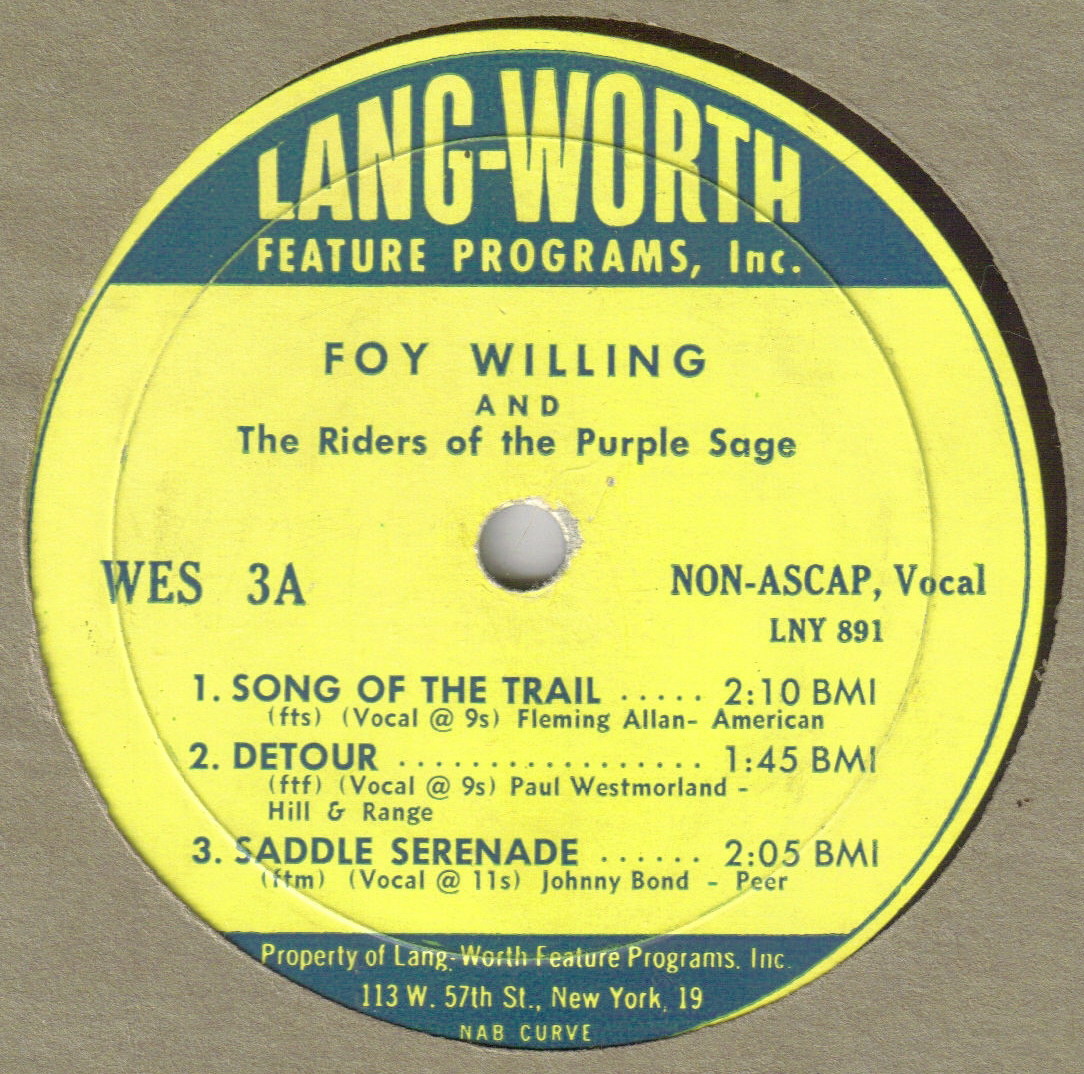 LANG-WORTH
FEATURE PROGRAMS, Inc.
FOY WILLING
AND
The Riders of the Purple Sage
WES 3A
NON-ASCAP, Vocal
LNY 891
1. SONG OF THE TRAIL ..... 2:10 BMI
(fts) (Vocal @ 9s) Fleming Allan- American
2. DETOUR .................. 1:45 BMI
(ftf) (Vocal @ 9s) Paul Westmorland -
Hill & Range
3. SADDLE SERENADE ...... 2:05 BMI
(ftm) (Vocal @ 11s) Johnny Bond - Peer
Property of Lang-Worth Feature Programs, Inc.
113 W. 57th St., New York, 19
NAB CURVE